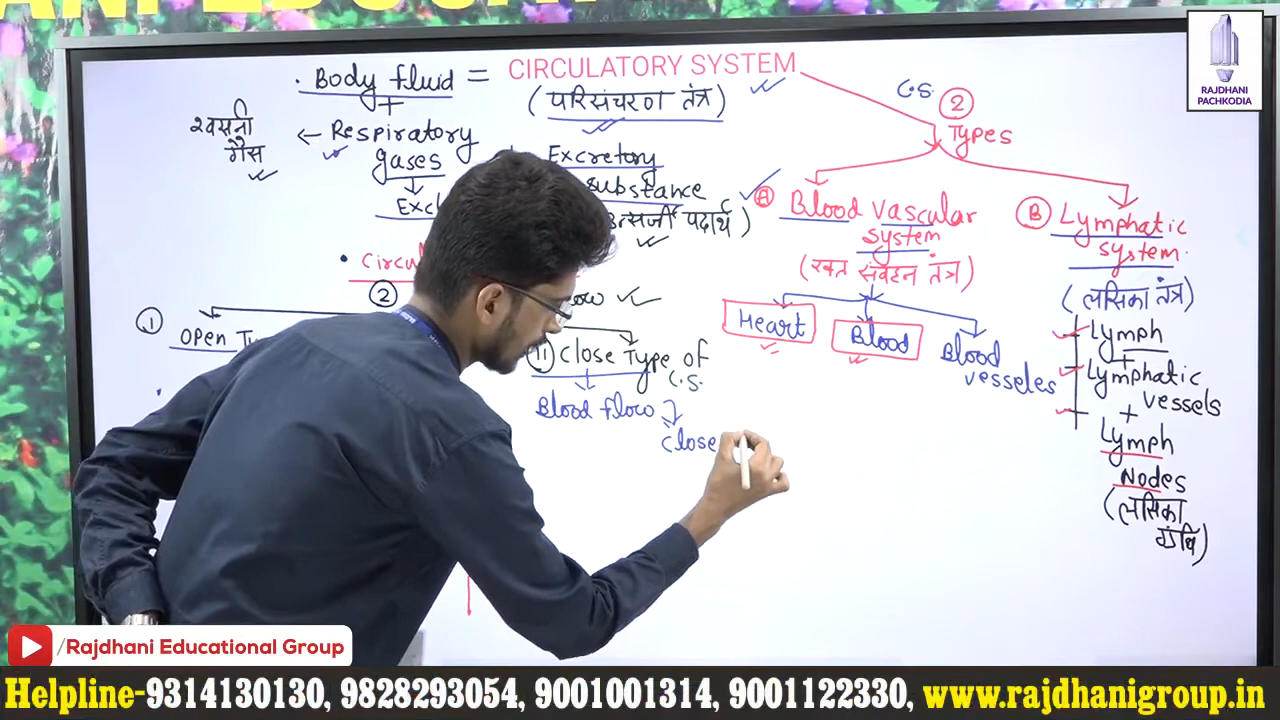 RAJDHANI
PACHKODIA
• Body fluid = CIRCULATORY SYSTEM
(परिसंचरण तंत्र)
+
श्वसनी
गैस
← Respiratory
gases
Excretory
substance
पदार्थ)
• Circu
②
① Open Ty
(II) Close Type of
C.S.
Blood flow
close
C.S. ②
Types
Ⓐ Blood vascular
system
(रक्त संवहन तंत्र)
Heart
Blood
Blood
vesseles
Ⓑ Lymphatic
system.
(लसिका तंत्र)
Lymph
+
Lymphatic
vessels
+
Lymph
Nodes
(लसिका
ग्रंथि)
/Rajdhani Educational Group
Helpline-9314130130, 9828293054, 9001001314, 9001122330, www.rajdhanigroup.in